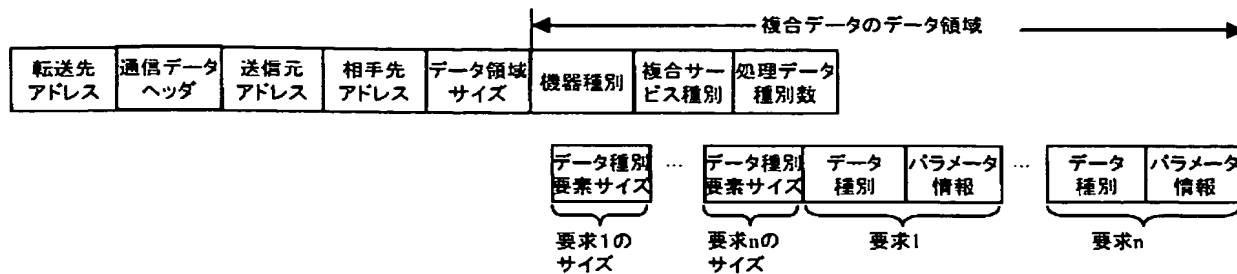 複合データのデータ領域
転送先
アドレス
通信データ
ヘッダ
送信元
アドレス
相手先
アドレス
データ領域
サイズ
機器種別
複合サー
ビス種別
処理データ
種別数
データ種別
要素サイズ
…
データ種別
要素サイズ
データ
種別
パラメータ
情報
…
データ
種別
パラメータ
情報
要求1の
サイズ
要求nの
サイズ
要求1
要求n